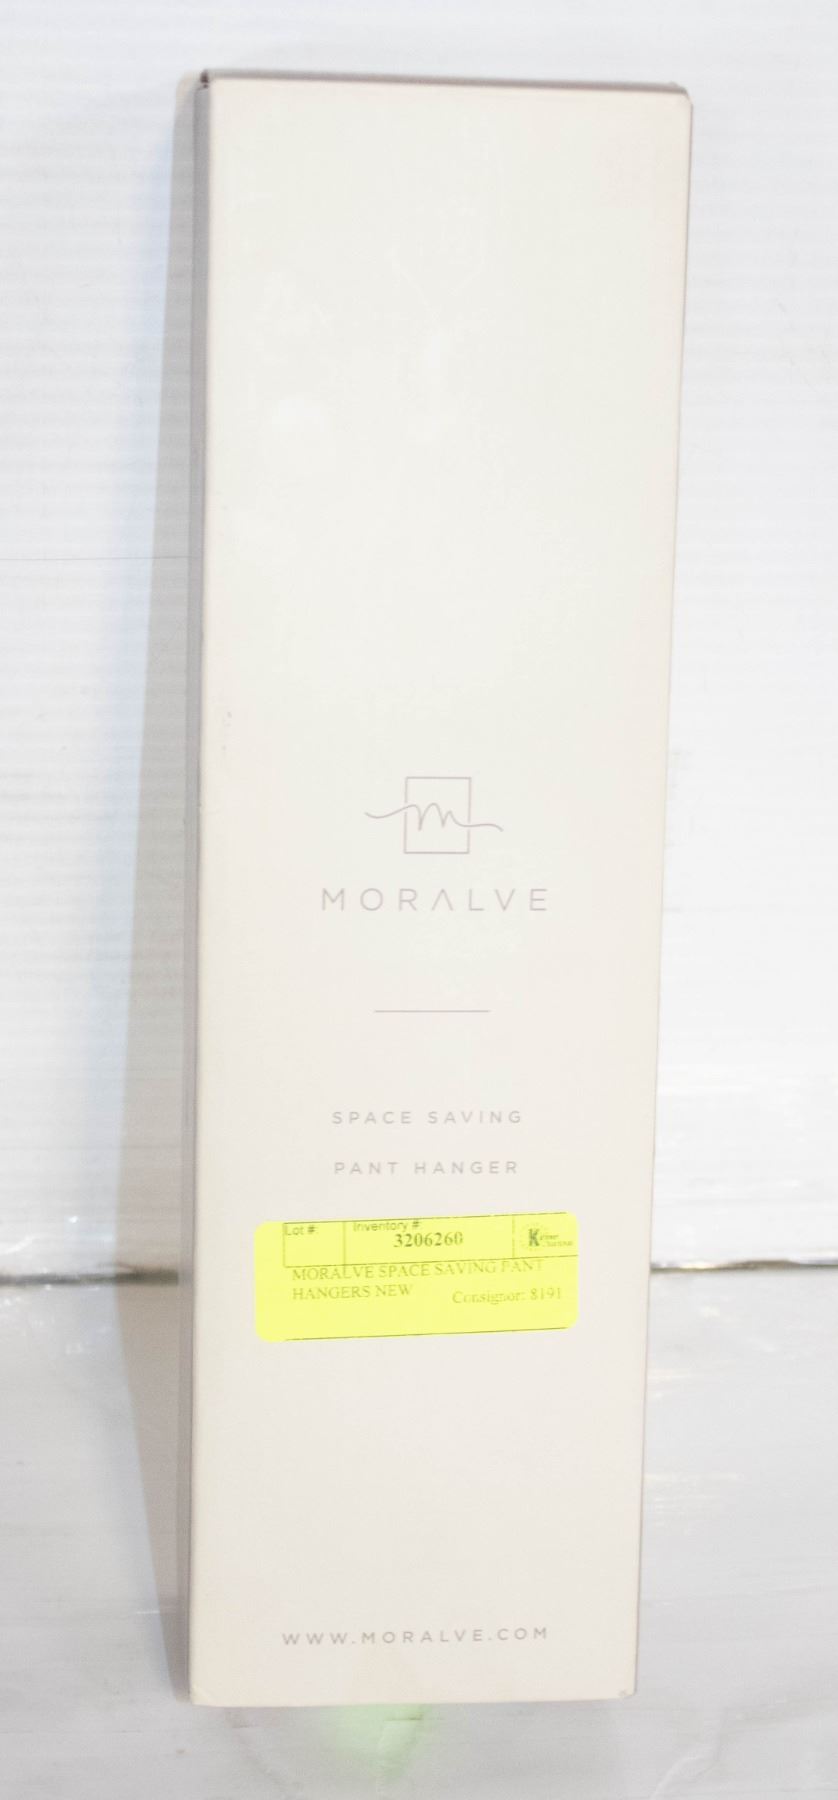 m
MORALVE
SPACE SAVING
PANT HANGER
Lot #: Inventory #:
3206260
K
MORALVE SPACE SAVING PANT
HANGERS NEW Consignor: 8191
WWW.MORALVE.COM